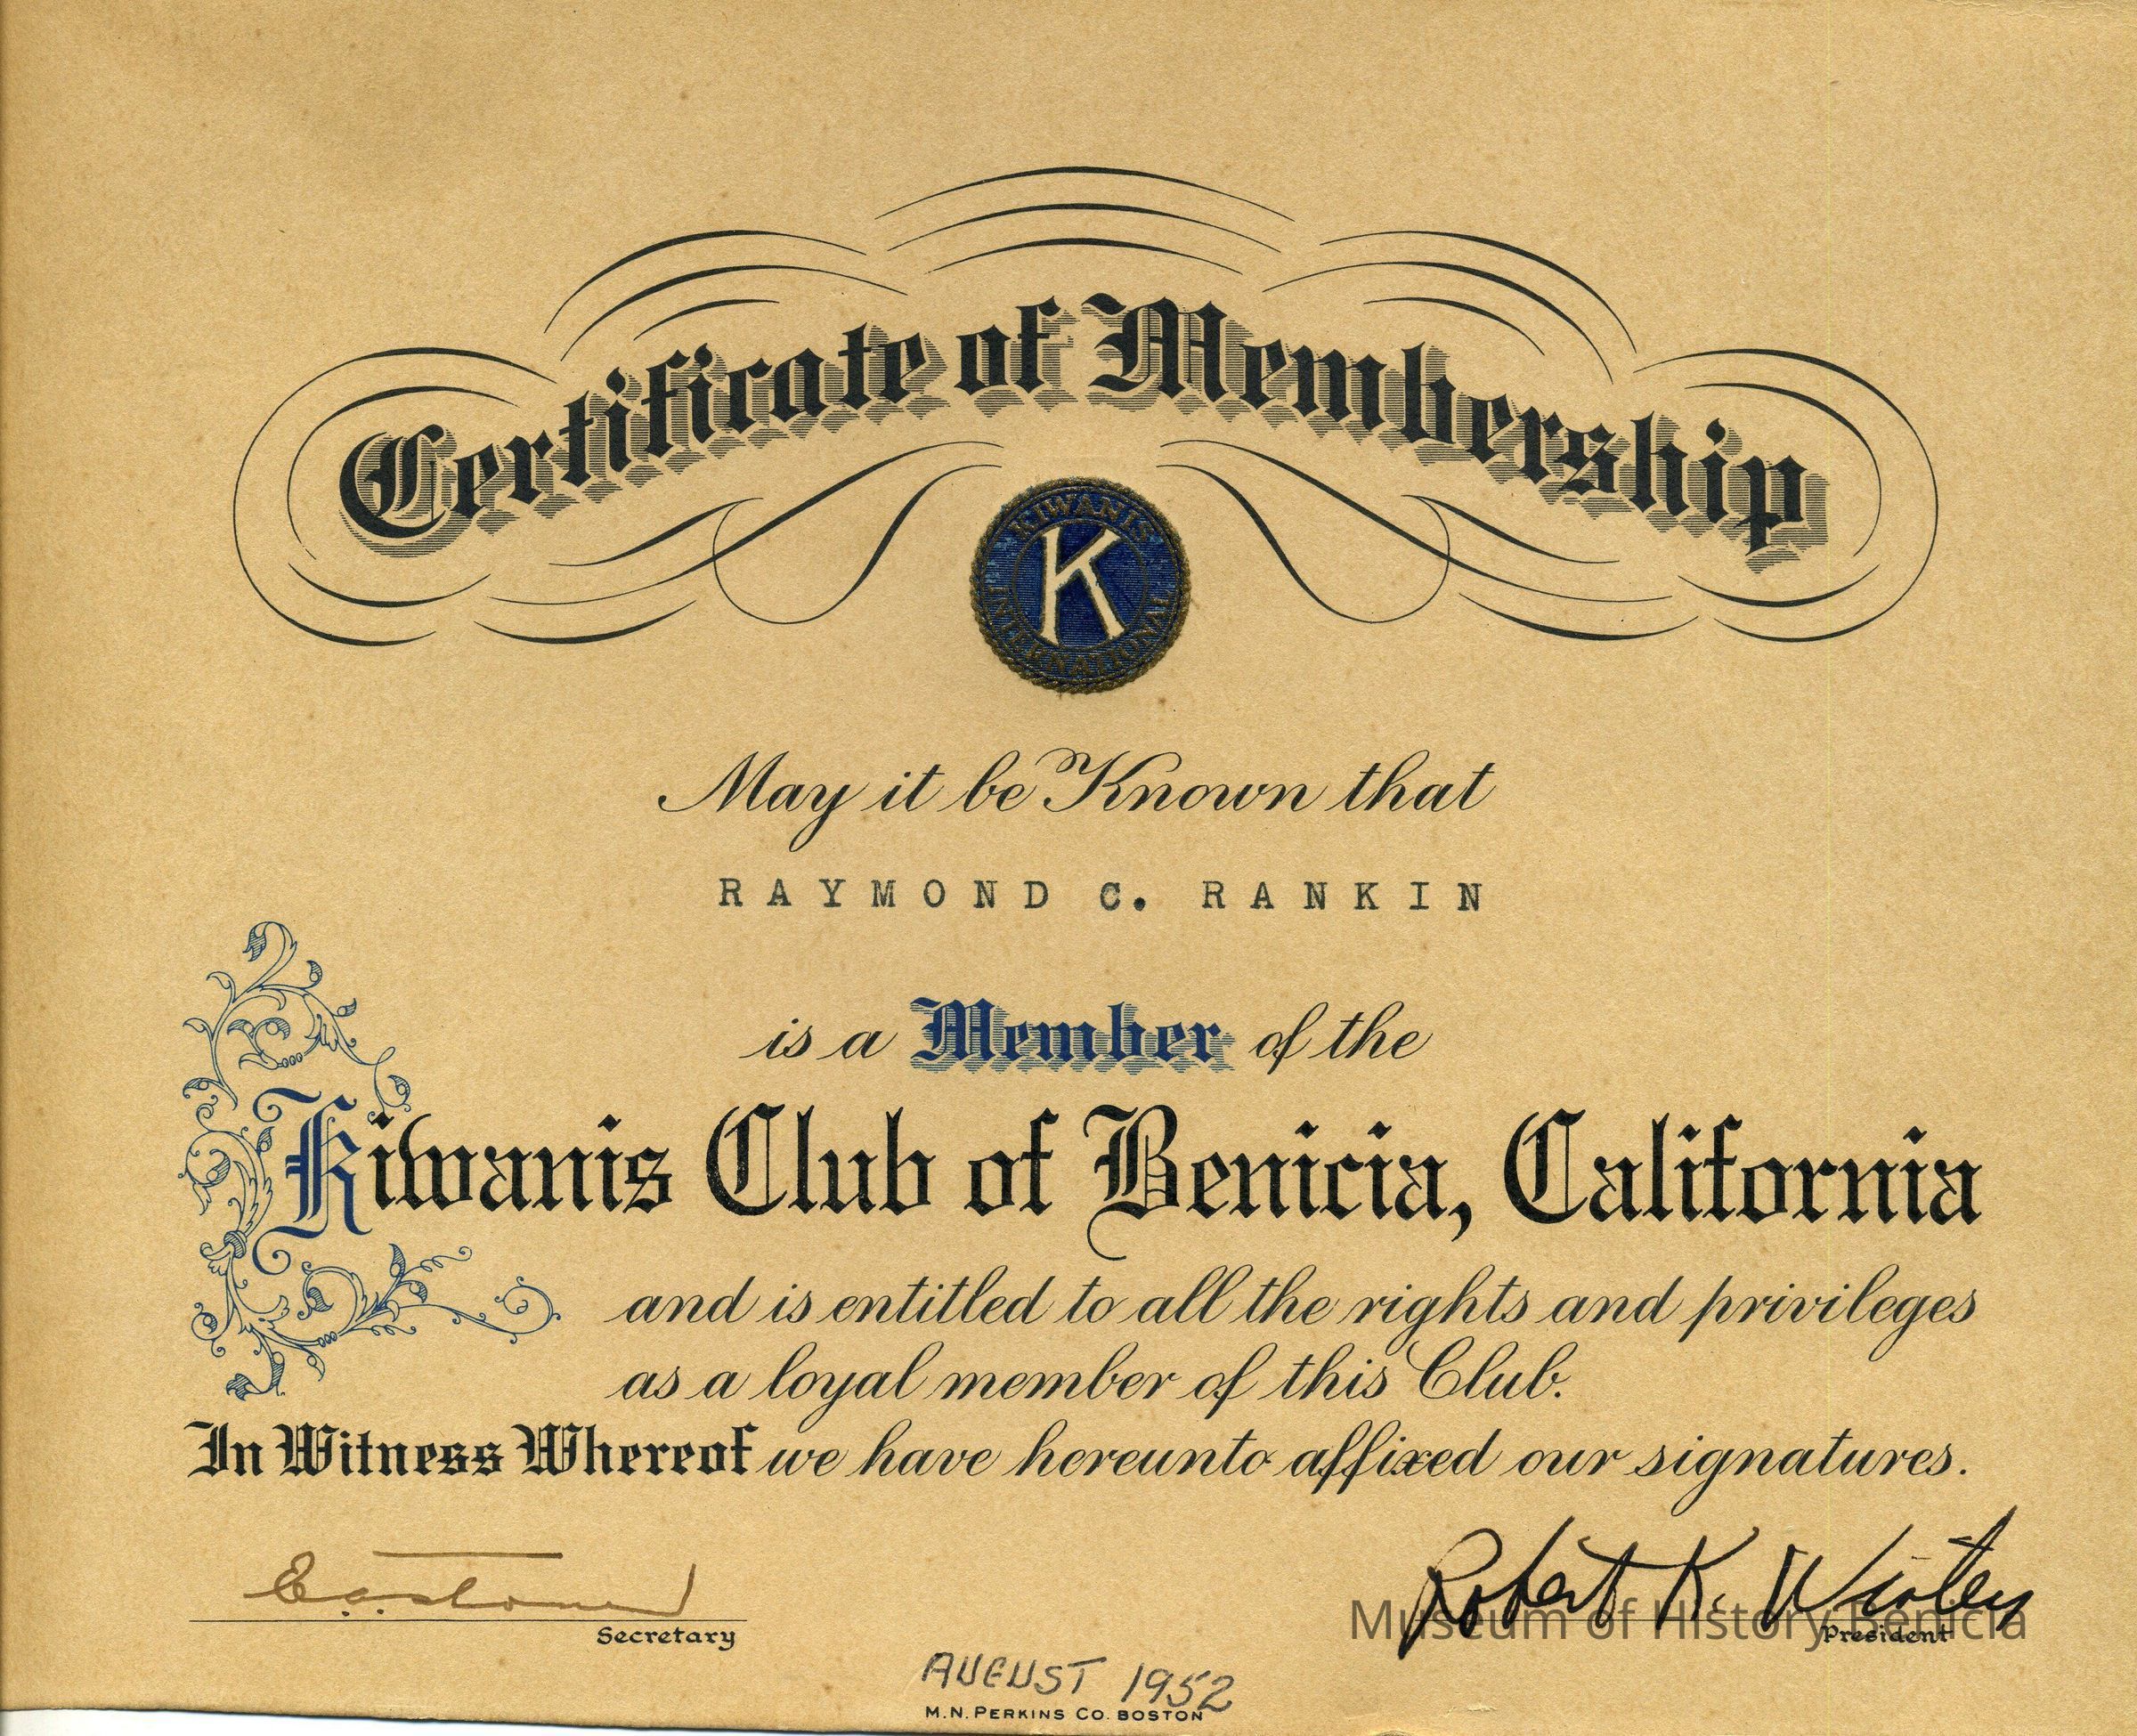 Certificate of Membership
KIWANIS
K
INTERNATIONAL
May it be Known that
RAYMOND C. RANKIN
is a Member of the
Kiwanis Club of Benicia, California
and is entitled to all the rights and privileges
as a loyal member of this Club.
In Witness Whereof we have hereunto affixed our signatures.
Robert K.
Secretary
President
Museum of History Benicia
AUGUST 1952
M.N. PERKINS CO. BOSTON